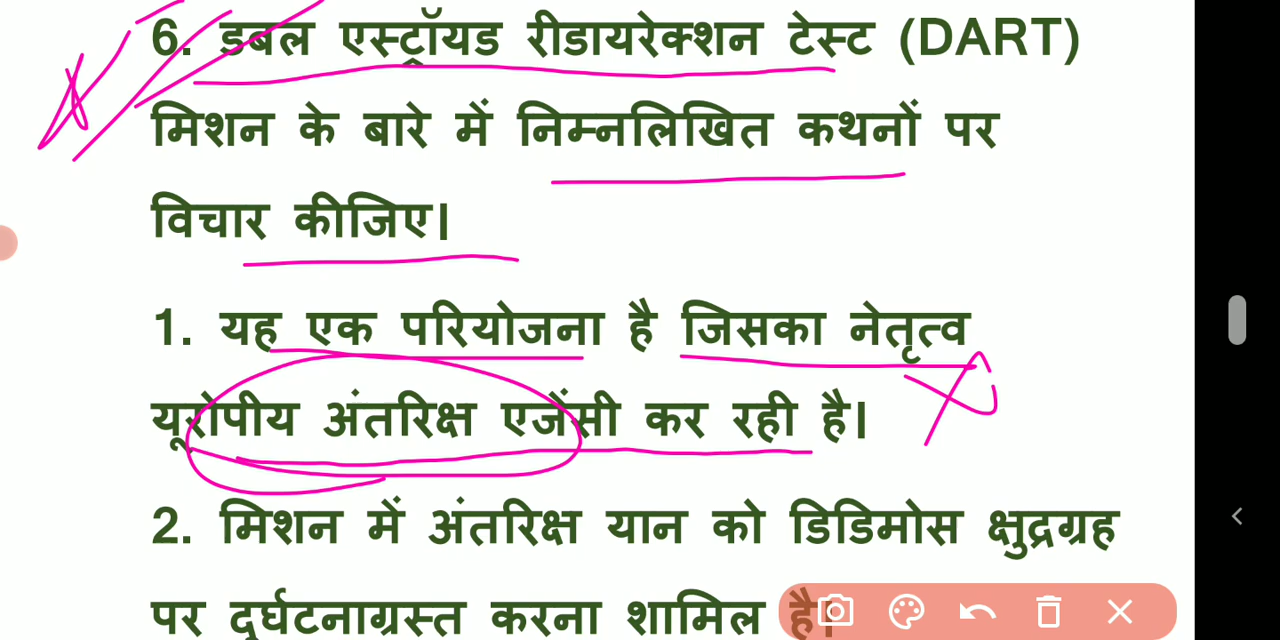 6. डबल एस्ट्रॉयड रीडायरेक्शन टेस्ट (DART)
मिशन के बारे में निम्नलिखित कथनों पर
विचार कीजिए।
1. यह एक परियोजना है जिसका नेतृत्व
यूरोपीय अंतरिक्ष एजेंसी कर रही है।
2. मिशन में अंतरिक्ष यान को डिडिमोस क्षुद्रग्रह
पर दुर्घटनाग्रस्त करना शामिल है।